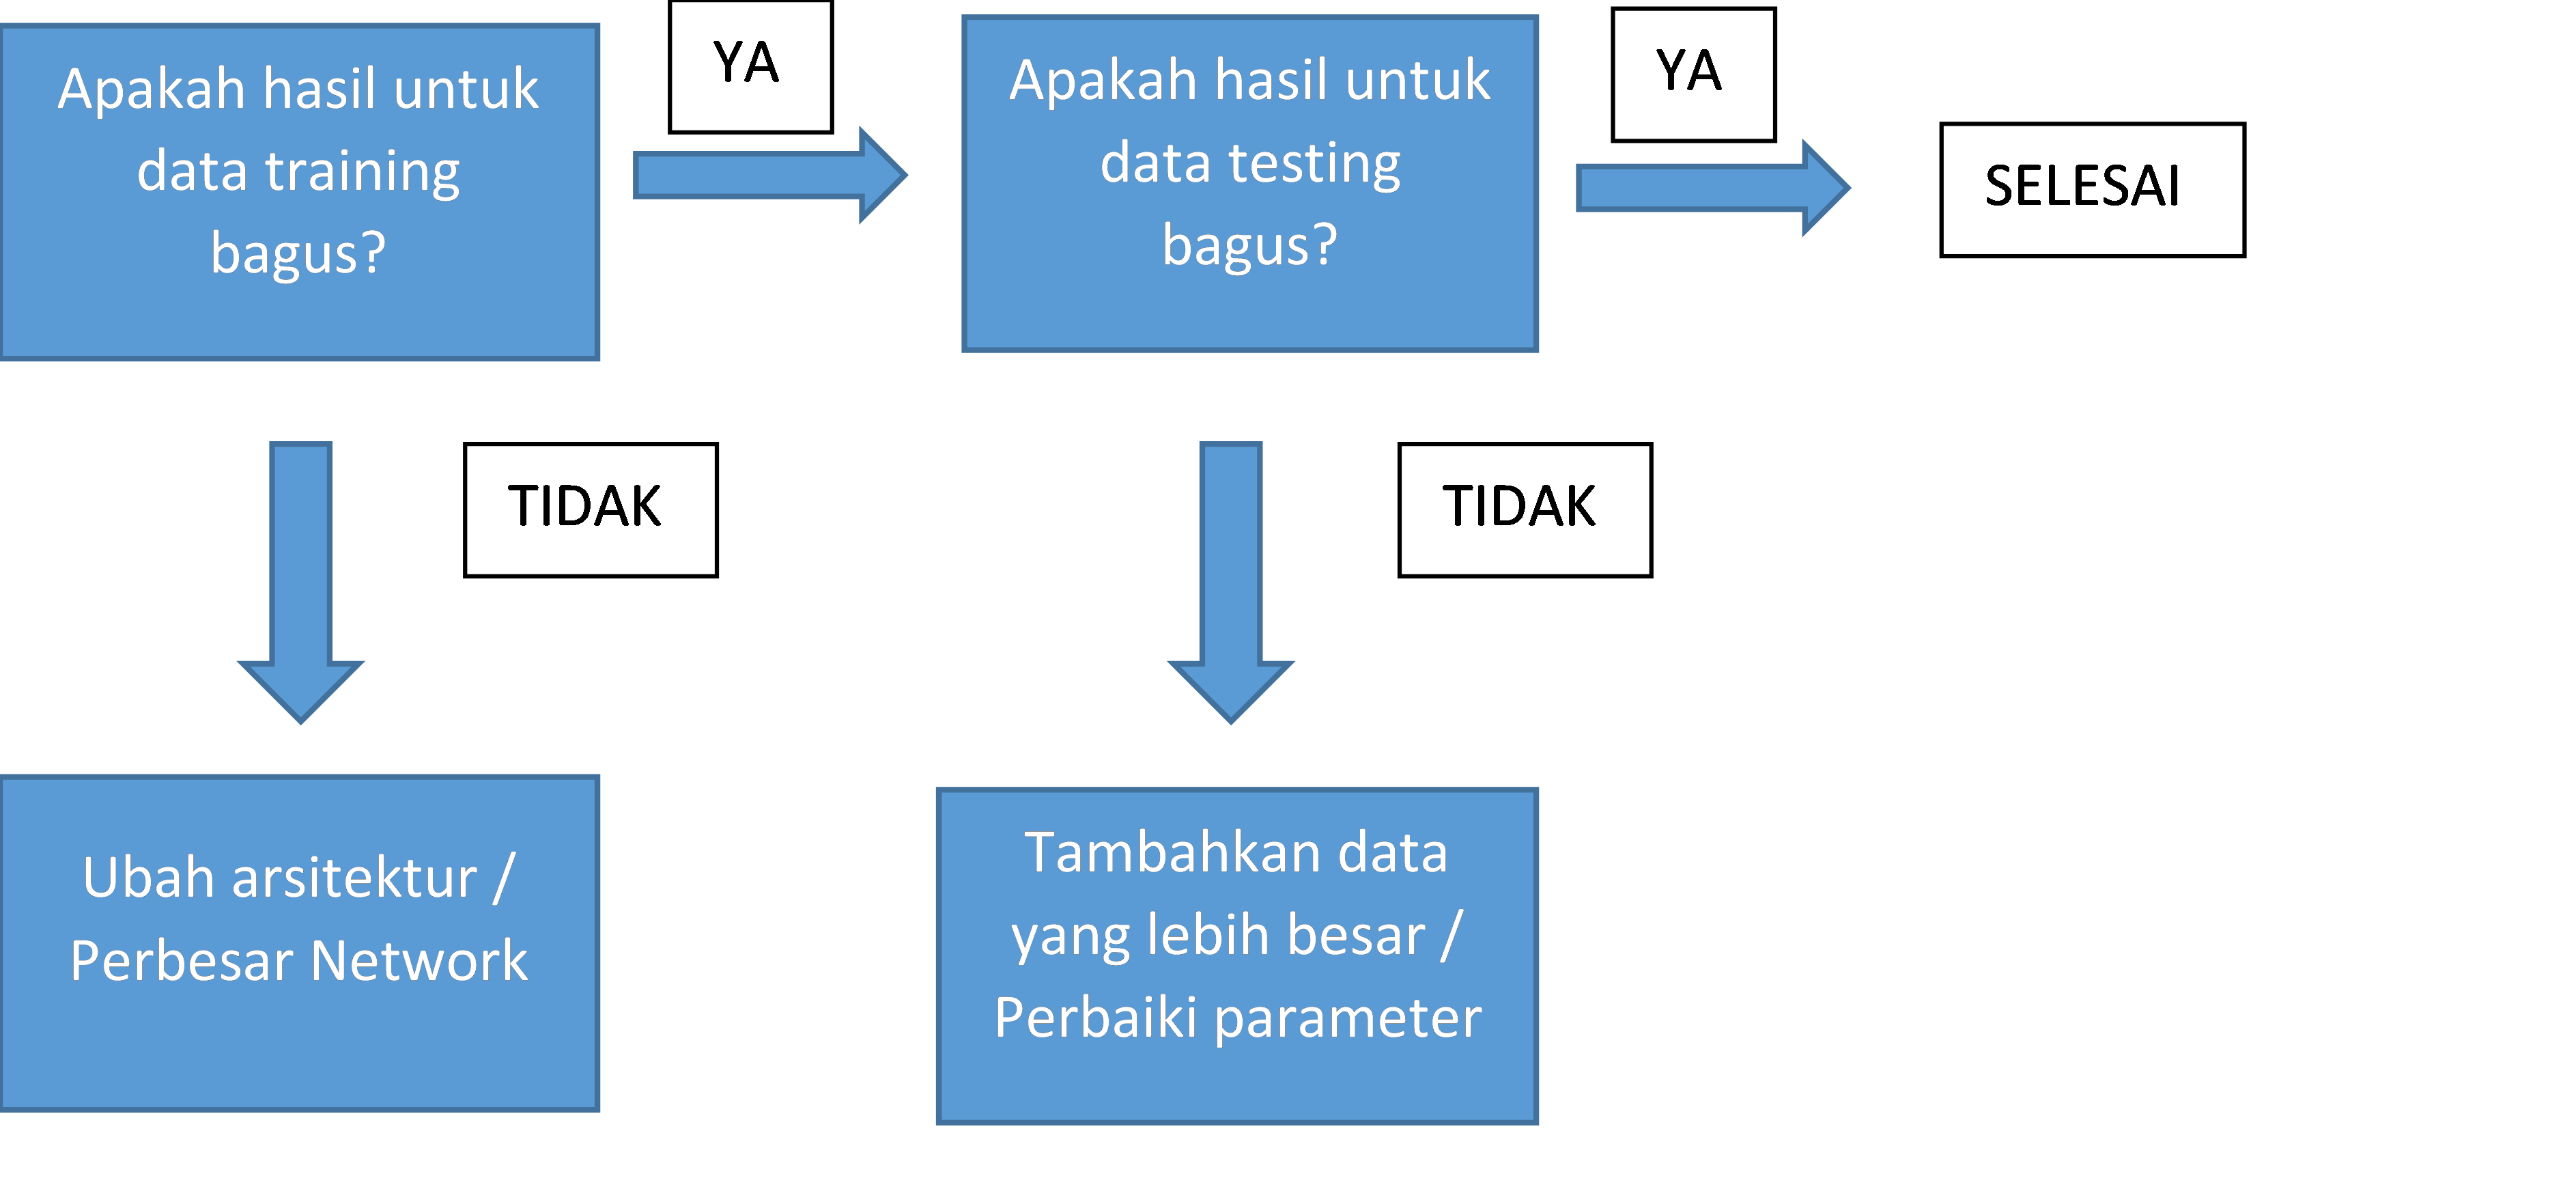 Apakah hasil untuk
data training
bagus?
YA
Apakah hasil untuk
data testing
bagus?
YA
SELESAI
TIDAK
TIDAK
Ubah arsitektur /
Perbesar Network
Tambahkan data
yang lebih besar /
Perbaiki parameter